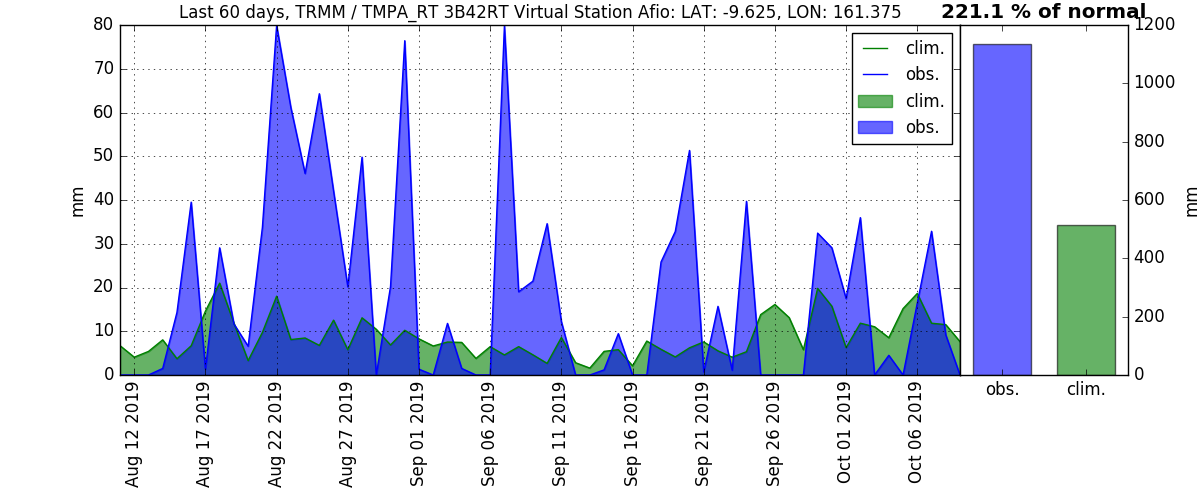 Last 60 days, TRMM / TMPA_RT 3B42RT Virtual Station Afio: LAT: -9.625, LON: 161.375
221.1 % of normal
80
70
60
50
40
30
20
10
0
mm
Aug 12 2019
Aug 17 2019
Aug 22 2019
Aug 27 2019
Sep 01 2019
Sep 06 2019
Sep 11 2019
Sep 16 2019
Sep 21 2019
Sep 26 2019
Oct 01 2019
Oct 06 2019
clim.
obs.
clim.
obs.
1200
1000
800
600
400
200
0
mm
obs.
clim.